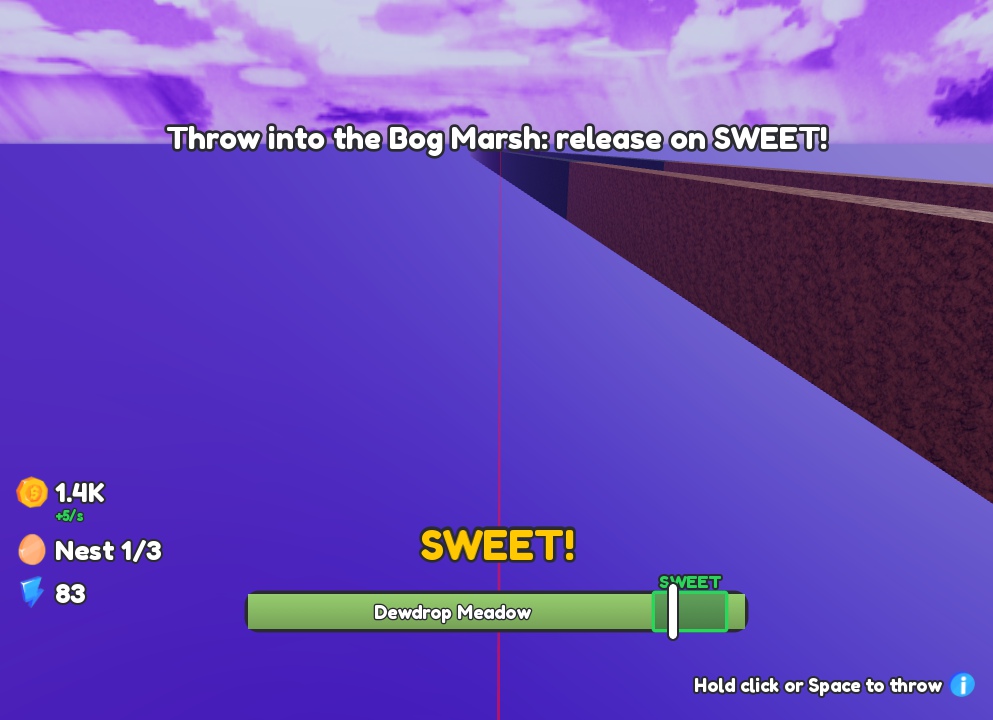 Throw into the Bog Marsh: release on SWEET!
1.4K
+5/s
Nest 1/3
83
SWEET!
SWEET
Dewdrop Meadow
Hold click or Space to throw